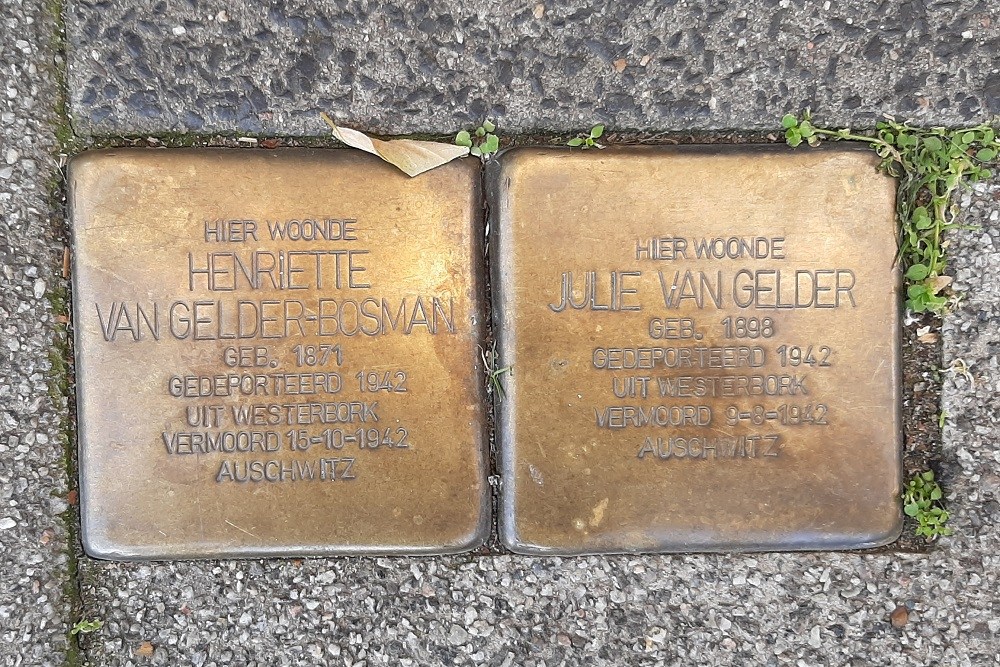 HIER WOONDE
HENRIETTE
VAN GELDER-BOSMAN
GEB. 1871
GEDEPORTEERD 1942
UIT WESTERBORK
VERMOORD 15-10-1942
AUSCHWITZ
HIER WOONDE
JULIE VAN GELDER
GEB. 1898
GEDEPORTEERD 1942
UIT WESTERBORK
VERMOORD 9-8-1942
AUSCHWITZ